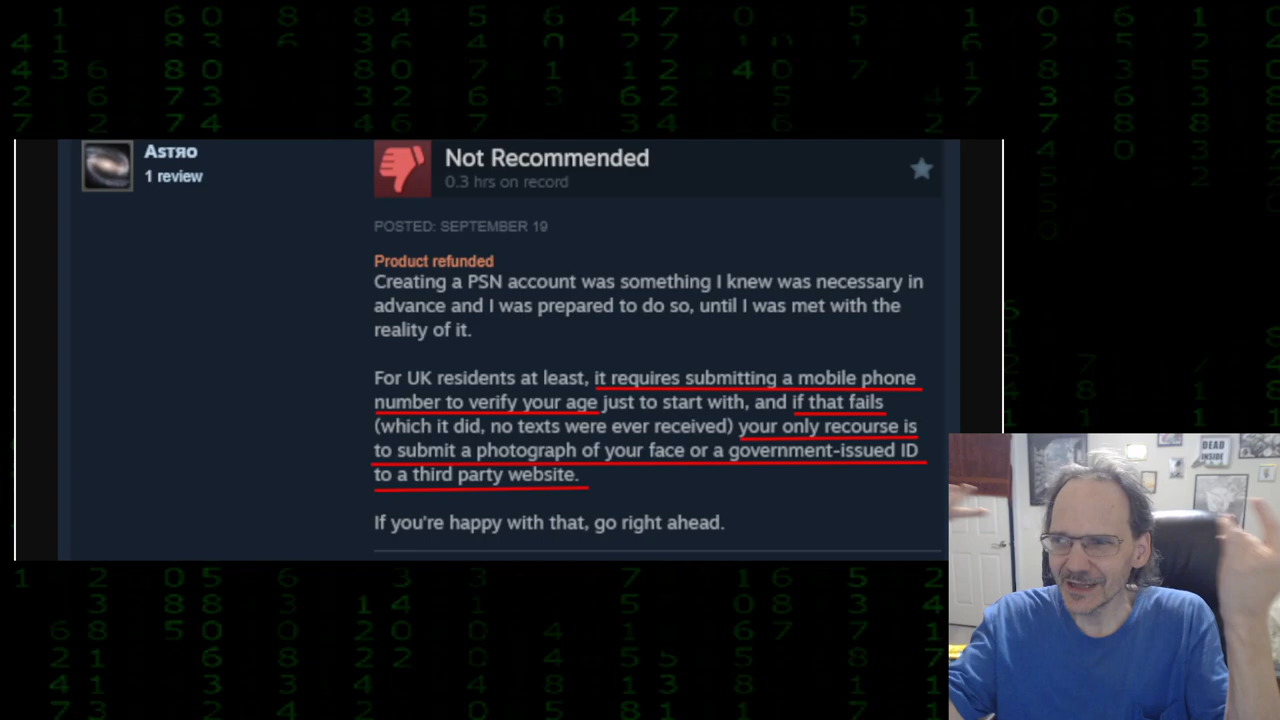 Astяo
1 review
Not Recommended
0.3 hrs on record
POSTED: SEPTEMBER 19
Product refunded
Creating a PSN account was something I knew was necessary in
advance and I was prepared to do so, until I was met with the
reality of it.
For UK residents at least, it requires submitting a mobile phone
number to verify your age just to start with, and if that fails
(which it did, no texts were ever received) your only recourse is
to submit a photograph of your face or a government-issued ID
to a third party website.
If you're happy with that, go right ahead.
DEAD
INSIDE